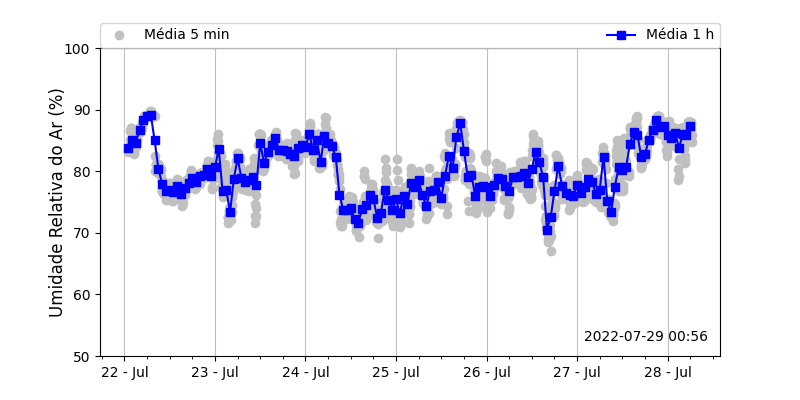 Média 5 min
Média 1 h
Umidade Relativa do Ar (%)
100
90
80
70
60
50
2022-07-29 00:56
22 - Jul
23 - Jul
24 - Jul
25 - Jul
26 - Jul
27 - Jul
28 - Jul